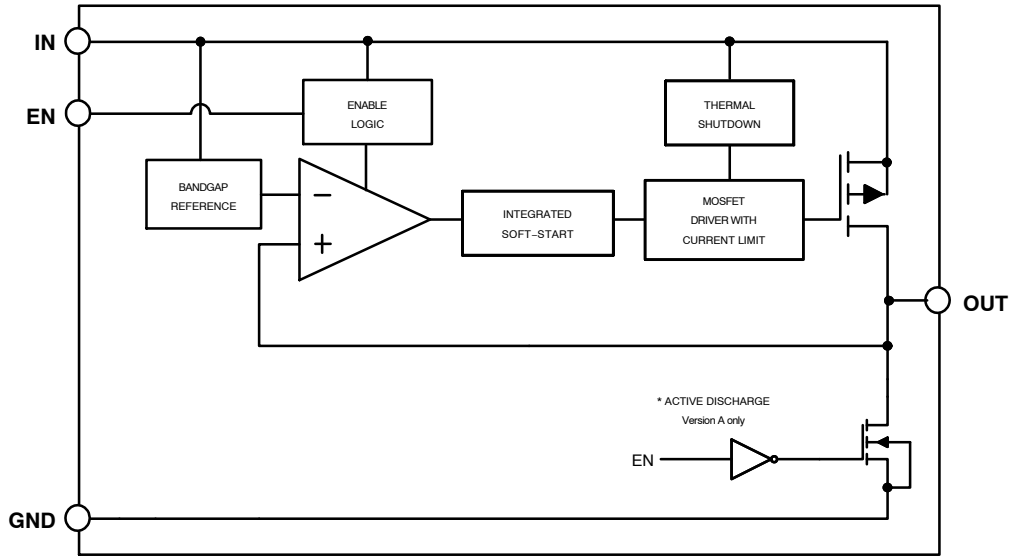 IN
EN
ENABLE
LOGIC
THERMAL
SHUTDOWN
BANDGAP
REFERENCE
−
+
INTEGRATED
SOFT−START
MOSFET
DRIVER WITH
CURRENT LIMIT
OUT
* ACTIVE DISCHARGE
Version A only
EN
GND